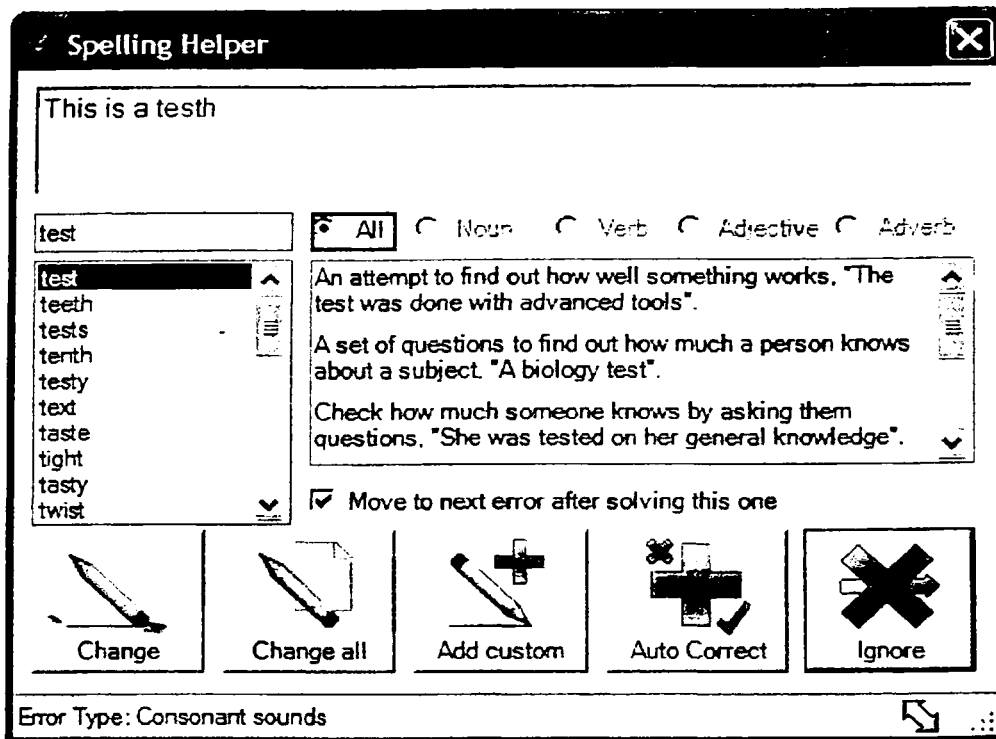 Spelling Helper
This is a testh
test
All Noun Verb Adjective Adverb
test
teeth
tests
tenth
testy
text
taste
tight
tasty
twist
An attempt to find out how well something works, "The
test was done with advanced tools".
A set of questions to find out how much a person knows
about a subject. "A biology test".
Check how much someone knows by asking them
questions, "She was tested on her general knowledge".
Move to next error after solving this one
Change
Change all
Add custom
Auto Correct
Ignore
Error Type: Consonant sounds